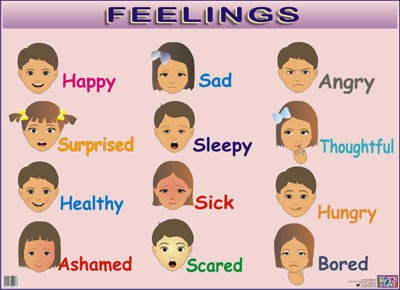 FEELINGS
Happy
Sad
Angry
Surprised
Sleepy
Thoughtful
Healthy
Sick
Hungry
Ashamed
Scared
Bored